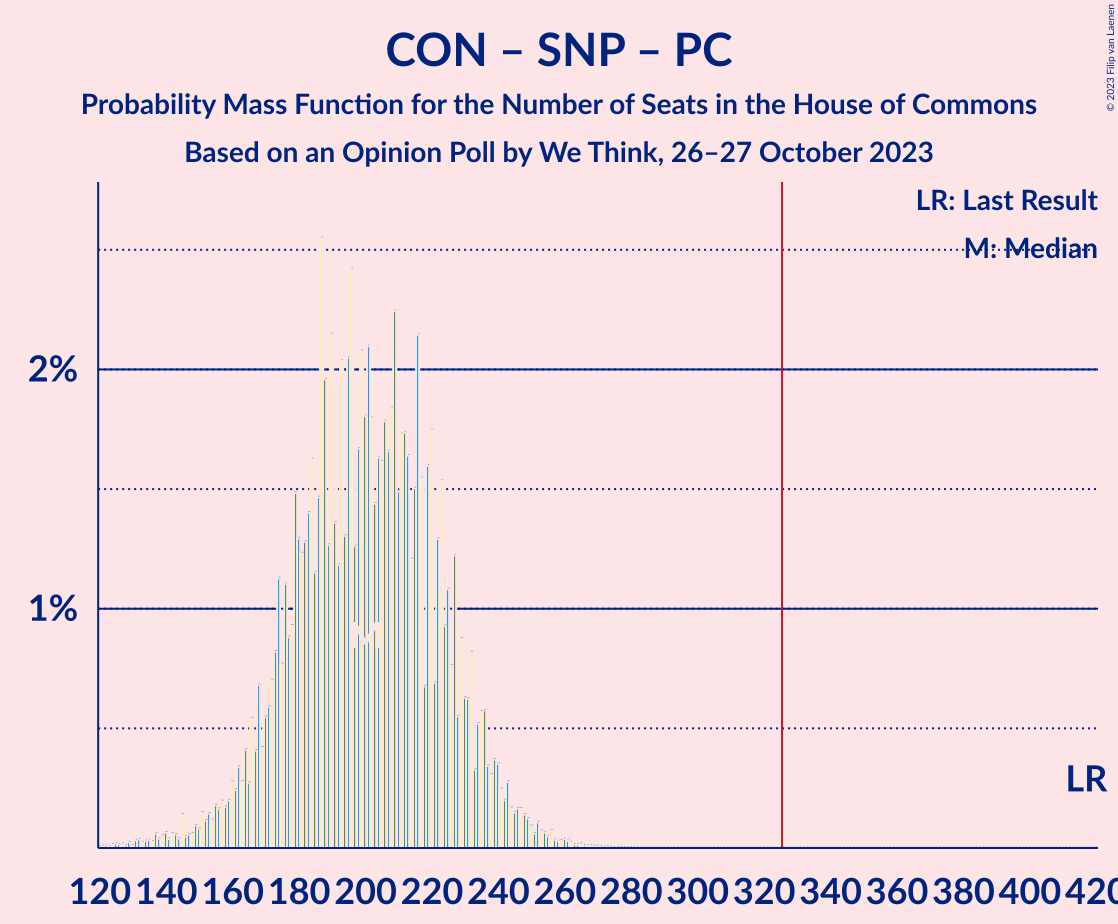 CON – SNP – PC
Probability Mass Function for the Number of Seats in the House of Commons
Based on an Opinion Poll by We Think, 26–27 October 2023
© 2023 Filip van Laenen
LR: Last Result
M: Median
2%
1%
M
LR
120 140 160 180 200 220 240 260 280 300 320 340 360 380 400 420